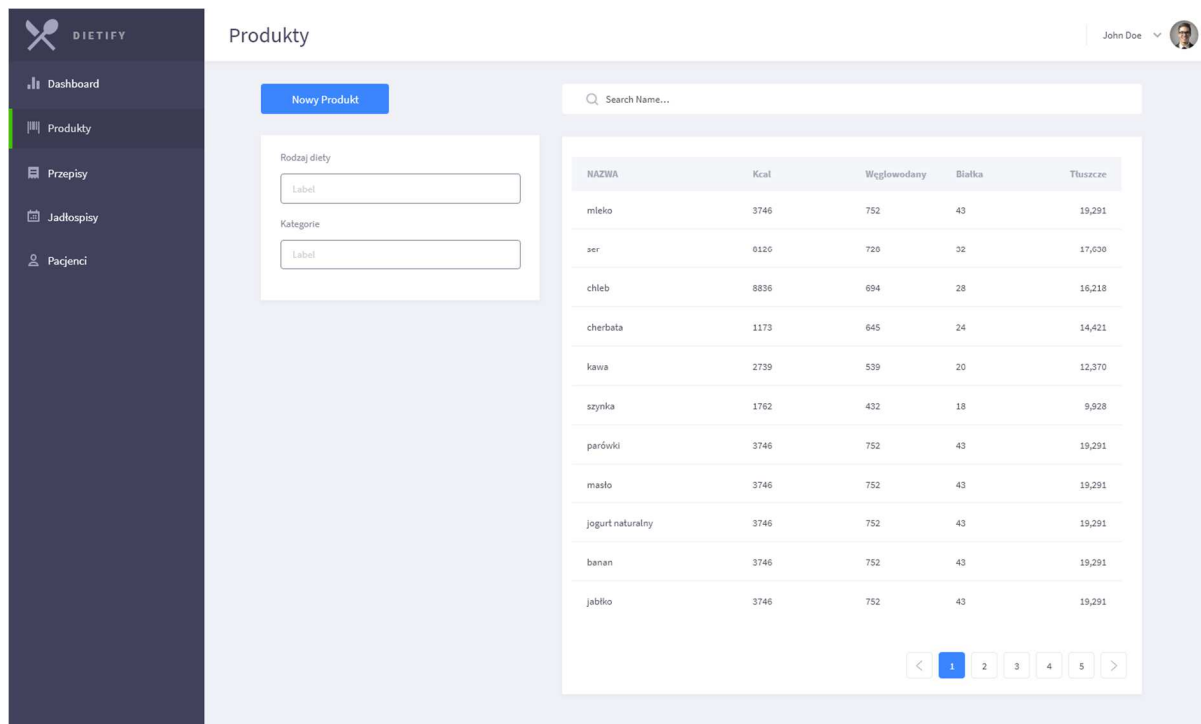 DIETIFY
Produkty
John Doe
Dashboard
Produkty
Przepisy
Jadłospisy
Pacjenci
Nowy Produkt
Rodzaj diety
Label
Kategorie
Label
Search Name...
NAZWA Kcal Węglowodany Białka Tłuszcze
mleko 3746 752 43 19,291
ser 8126 728 32
chleb 8836 694 28 16,218
cherbata 1173 645 24 14,421
kawa 2739 539 20 12,370
szynka 1762 432 18 9,928
parówki 3746 752 43 19,291
masło 3746 752 43 19,291
jogurt naturalny 3746 752 43 19,291
banan 3746 752 43 19,291
jabłko 3746 752 43 19,291
1 2 3 4 5